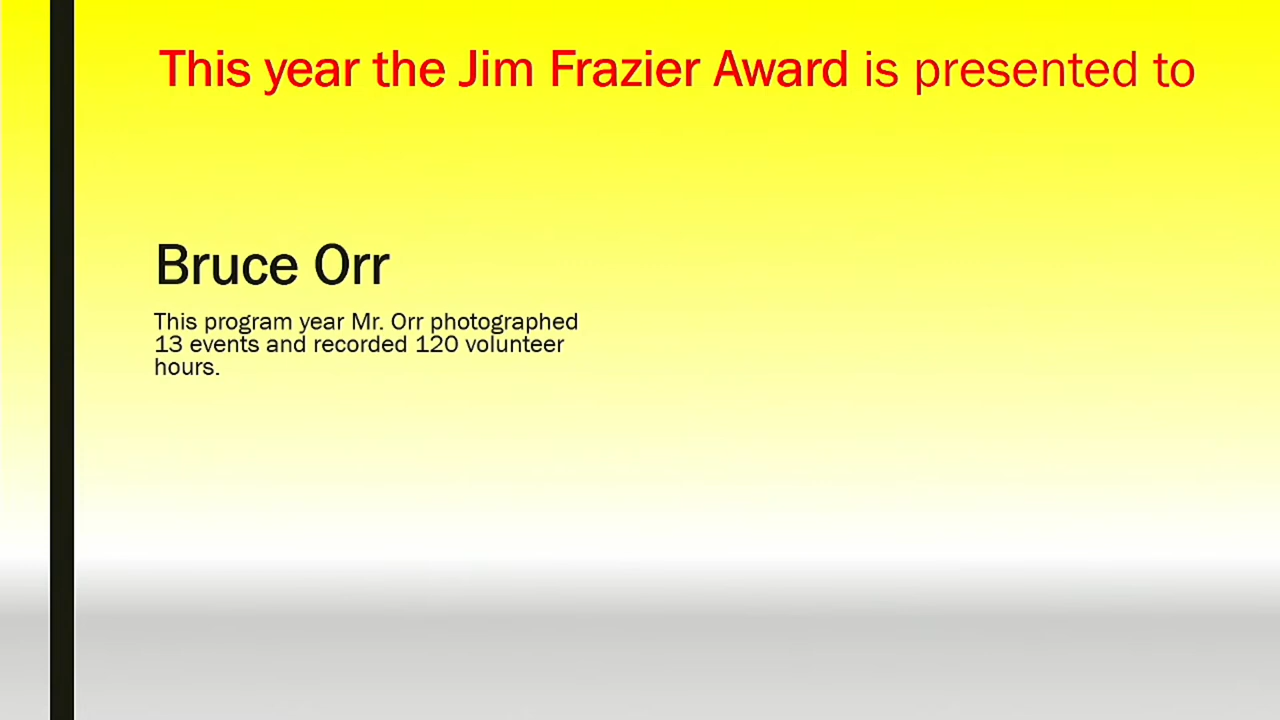 This year the Jim Frazier Award is presented to
Bruce Orr
This program year Mr. Orr photographed
13 events and recorded 120 volunteer
hours.